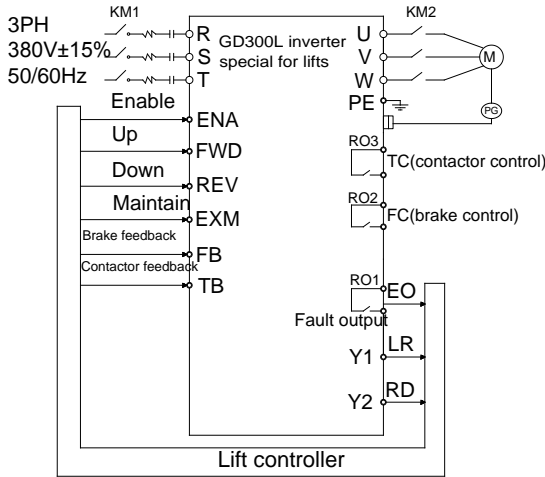 KM1
KM2
3PH
380V±15%
50/60Hz
R
S
T
GD300L inverter
special for lifts
U
V
W
M
PE
PG
Enable
ENA
Up
FWD
Down
REV
Maintain
EXM
Brake feedback
FB
Contactor feedback
TB
RO3
TC(contactor control)
RO2
FC(brake control)
RO1
EO
Fault output
Y1
LR
Y2
RD
Lift controller